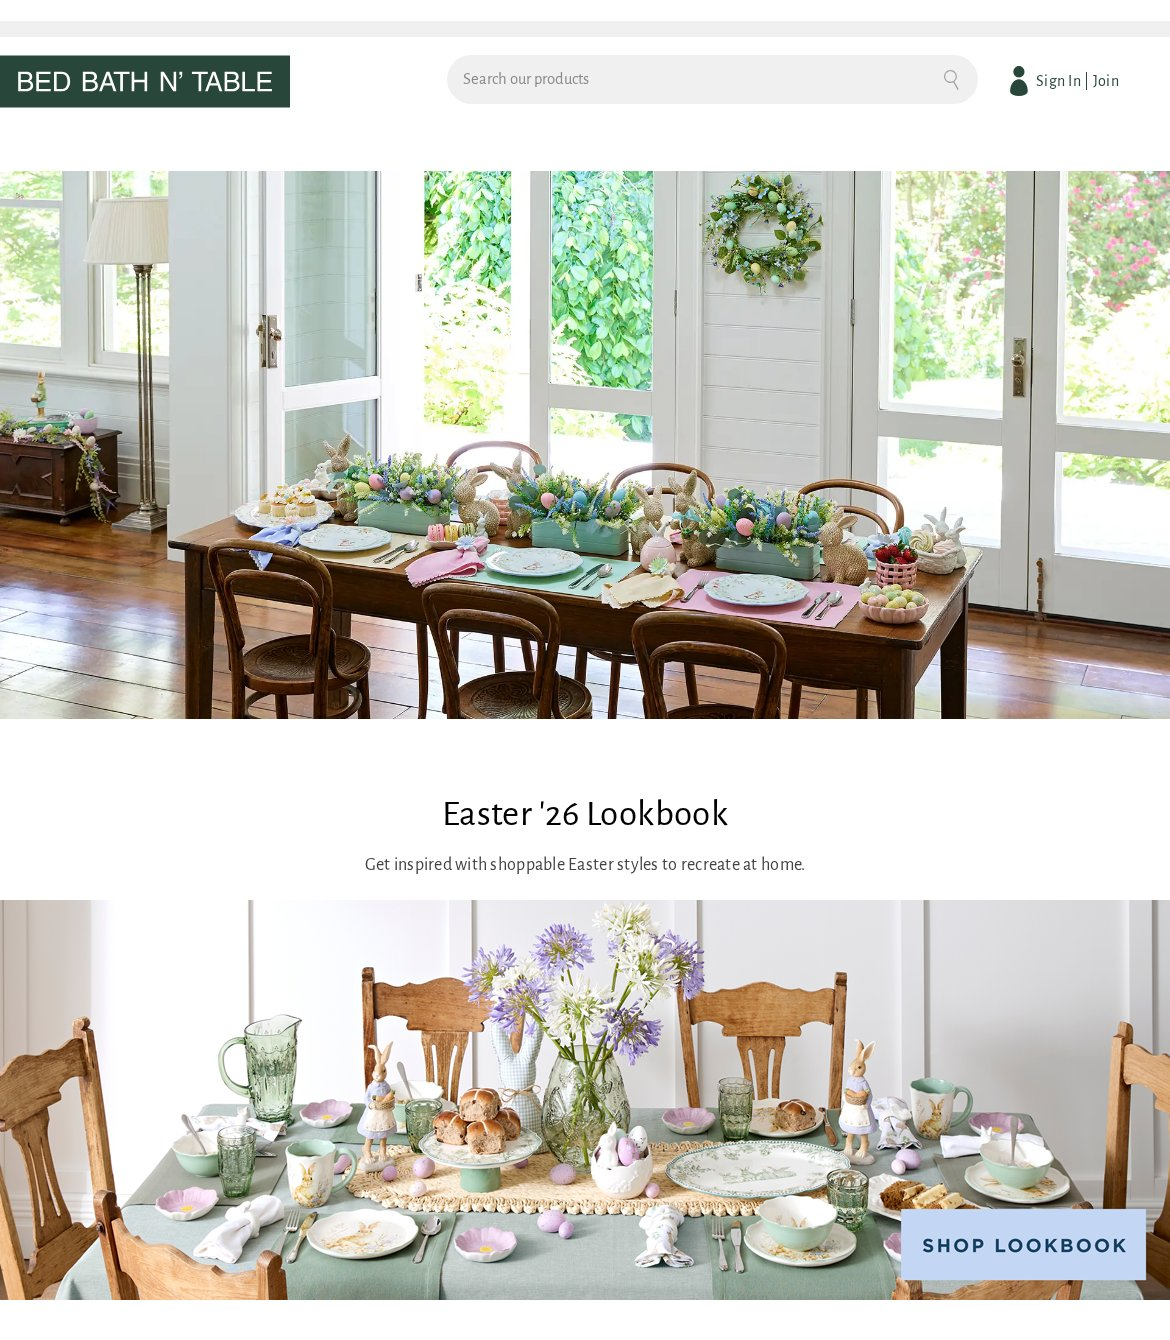 BED BATH N' TABLE
Search our products
Sign In | Join
Easter '26 Lookbook
Get inspired with shoppable Easter styles to recreate at home.
SHOP LOOKBOOK